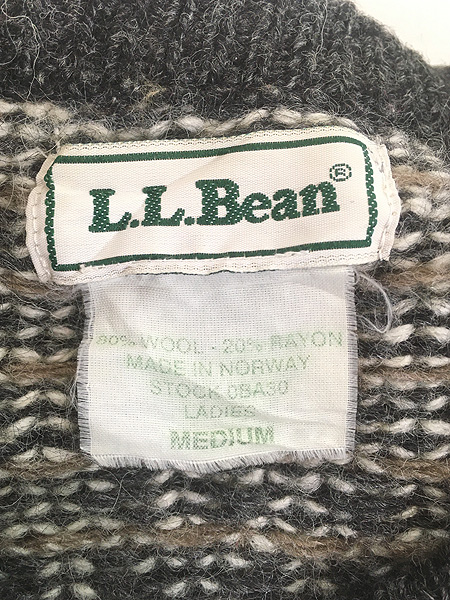 L.L.Bean®
80% WOOL · 20% RAYON
MADE IN NORWAY
STOCK 0BA30
LADIES
MEDIUM